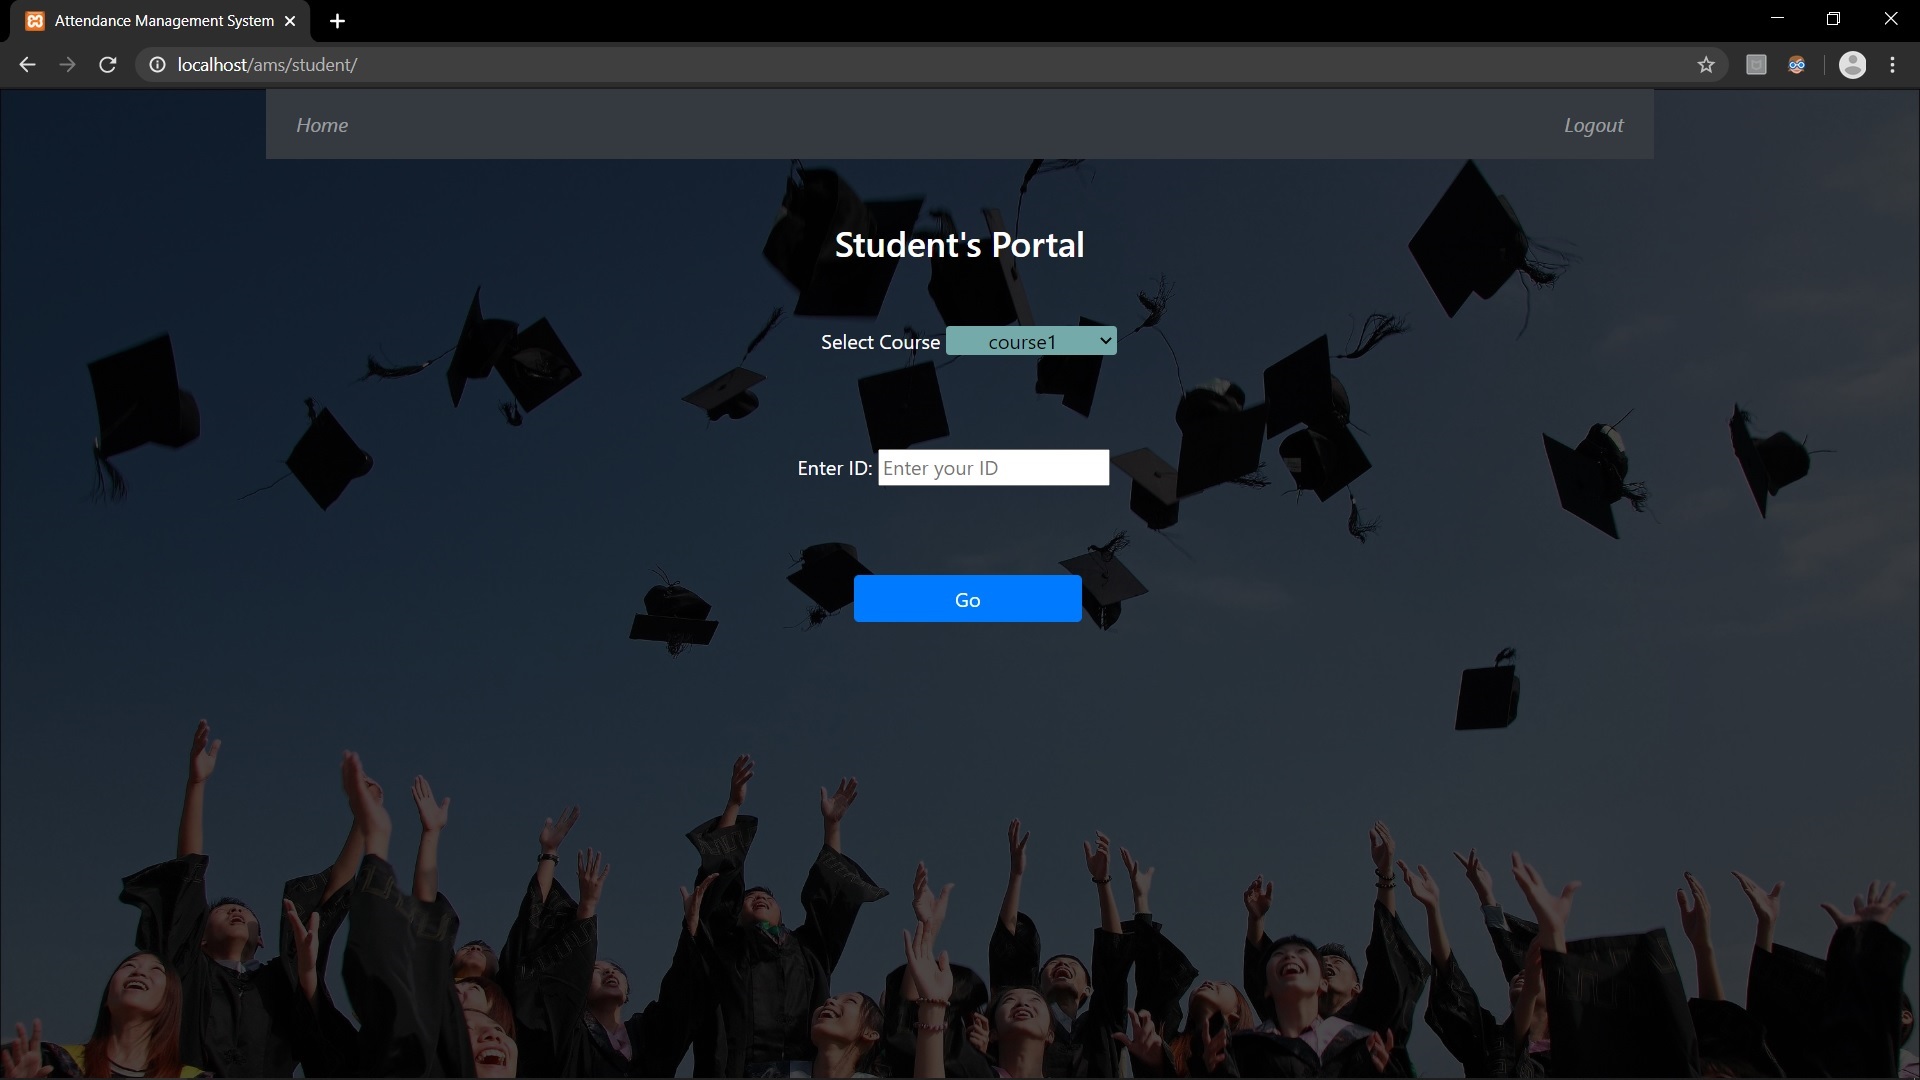 Attendance Management System
localhost/ams/student/
Home
Logout
Student's Portal
Select Course course1
Enter ID: Enter your ID
Go